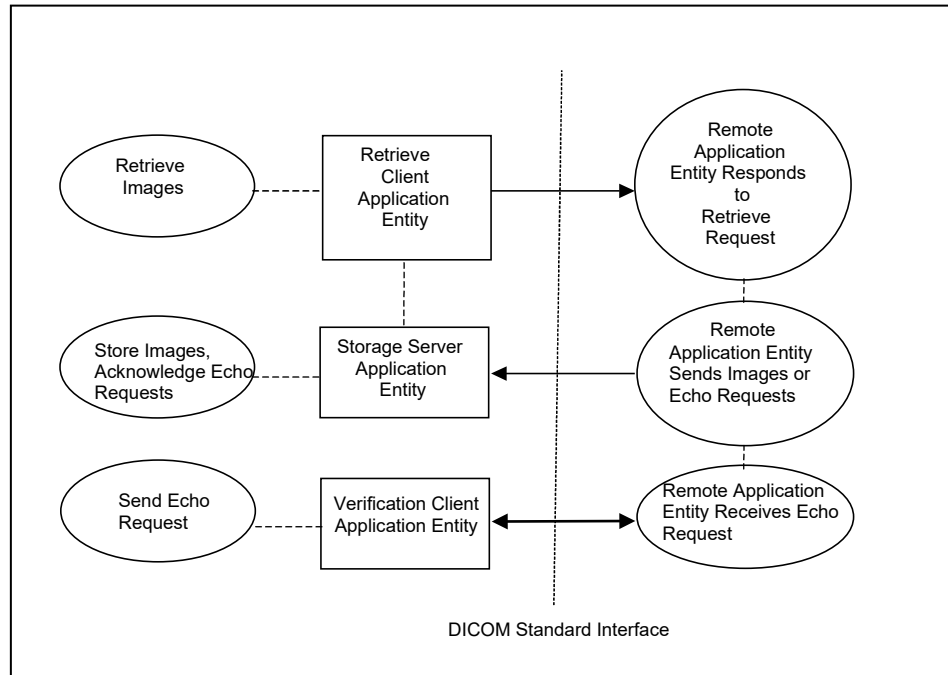 Retrieve
Images
Retrieve
Client
Application
Entity
Remote
Application
Entity Responds
to
Retrieve
Request
Store Images,
Acknowledge Echo
Requests
Storage Server
Application
Entity
Remote
Application Entity
Sends Images or
Echo Requests
Send Echo
Request
Verification Client
Application Entity
Remote Application
Entity Receives Echo
Request
DICOM Standard Interface